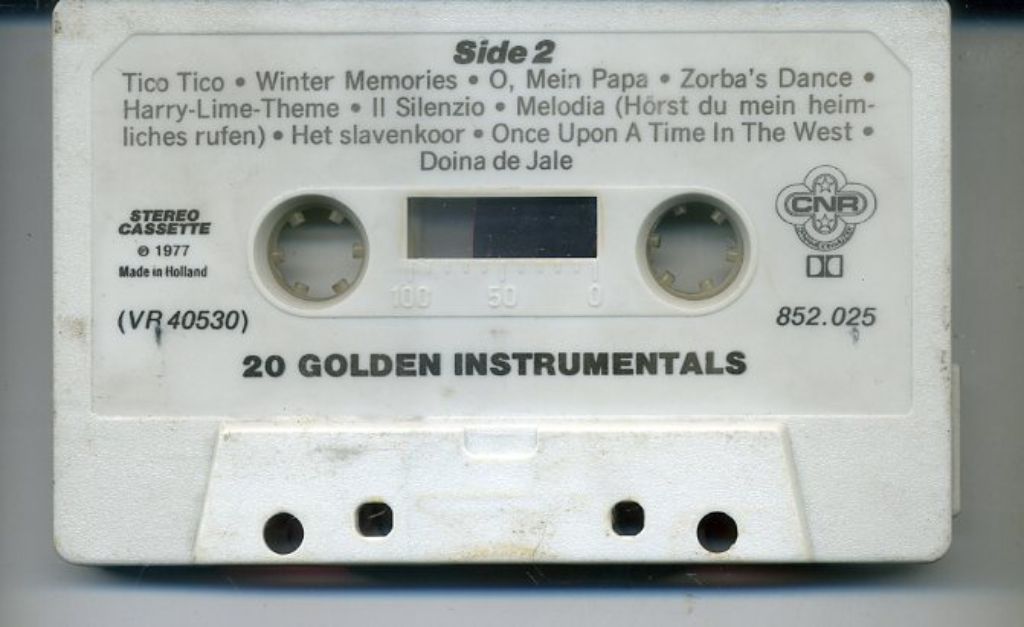 Side 2
Tico Tico • Winter Memories • O, Mein Papa • Zorba's Dance •
Harry-Lime-Theme • Il Silenzio • Melodia (Hörst du mein heim-
liches rufen) • Het slavenkoor • Once Upon A Time In The West •
Doina de Jale
STEREO
CASSETTE
℗ 1977
Made in Holland
CNR
100 50 0
(VR 40530)
852.025
20 GOLDEN INSTRUMENTALS